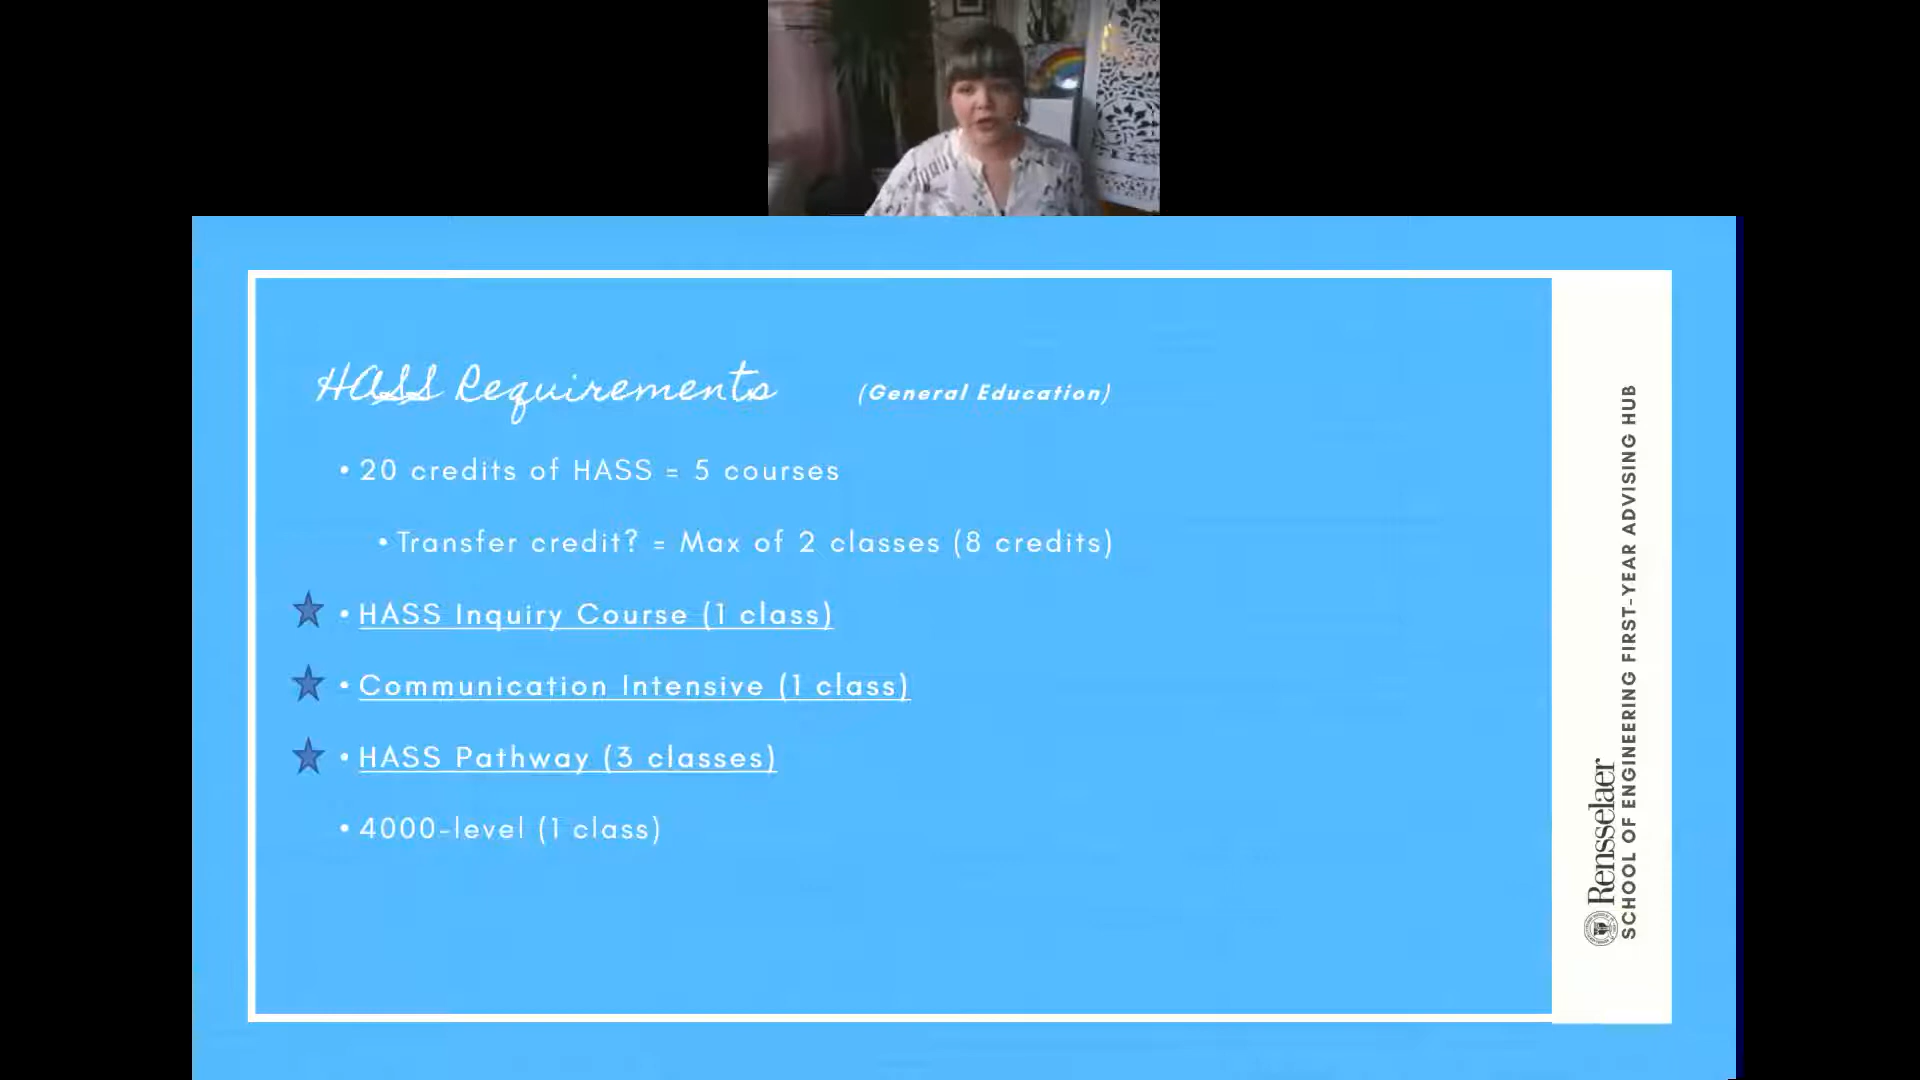 HASS Requirements (General Education)
• 20 credits of HASS = 5 courses
• Transfer credit? = Max of 2 classes (8 credits)
• HASS Inquiry Course (1 class)
• Communication Intensive (1 class)
• HASS Pathway (3 classes)
• 4000-level (1 class)
Rensselaer
SCHOOL OF ENGINEERING FIRST-YEAR ADVISING HUB